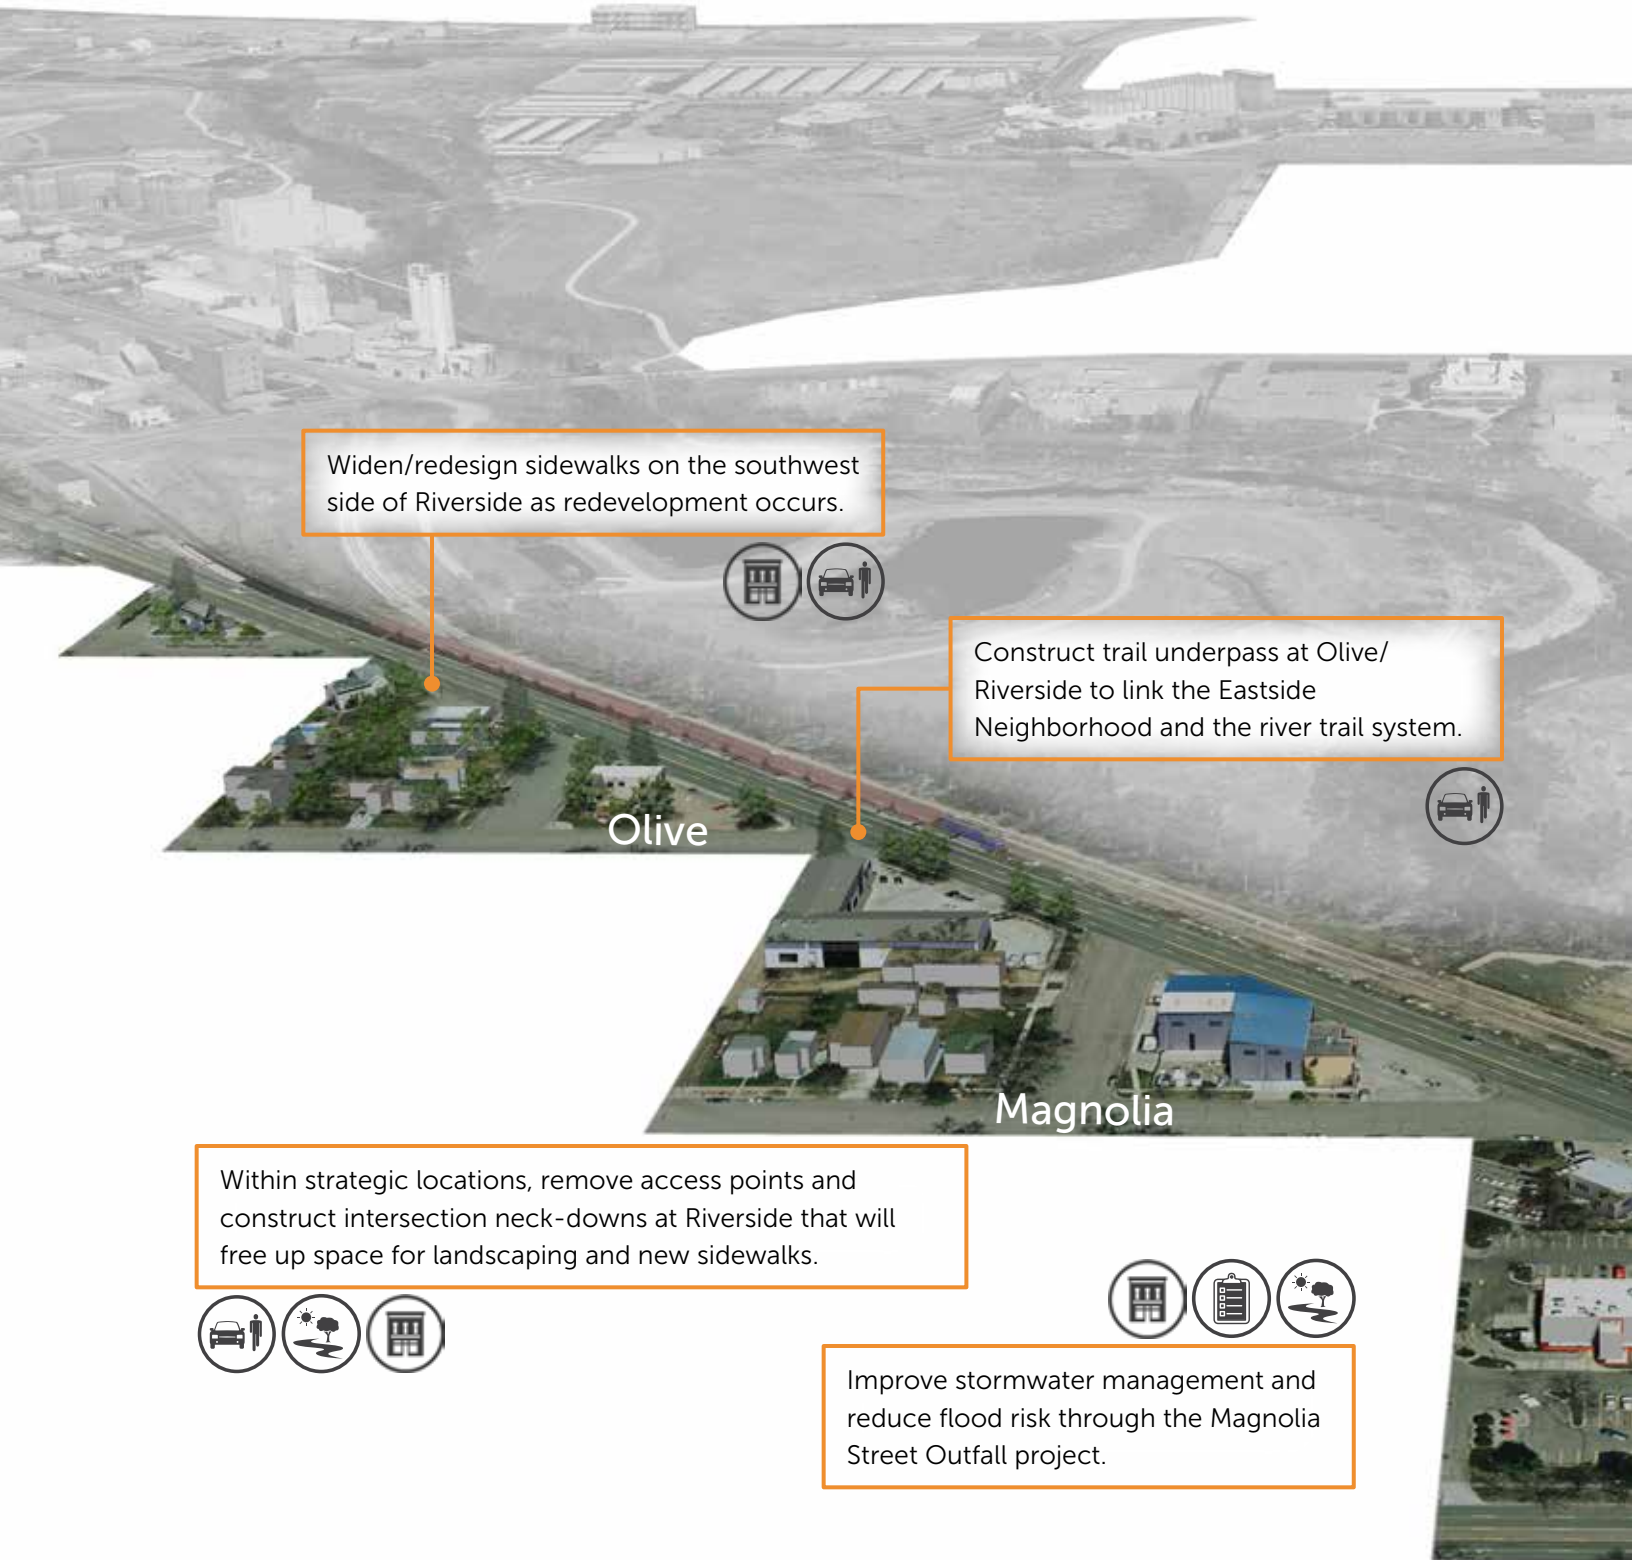 Widen/redesign sidewalks on the southwest
side of Riverside as redevelopment occurs.
Construct trail underpass at Olive/
Riverside to link the Eastside
Neighborhood and the river trail system.
Olive
Magnolia
Within strategic locations, remove access points and
construct intersection neck-downs at Riverside that will
free up space for landscaping and new sidewalks.
Improve stormwater management and
reduce flood risk through the Magnolia
Street Outfall project.